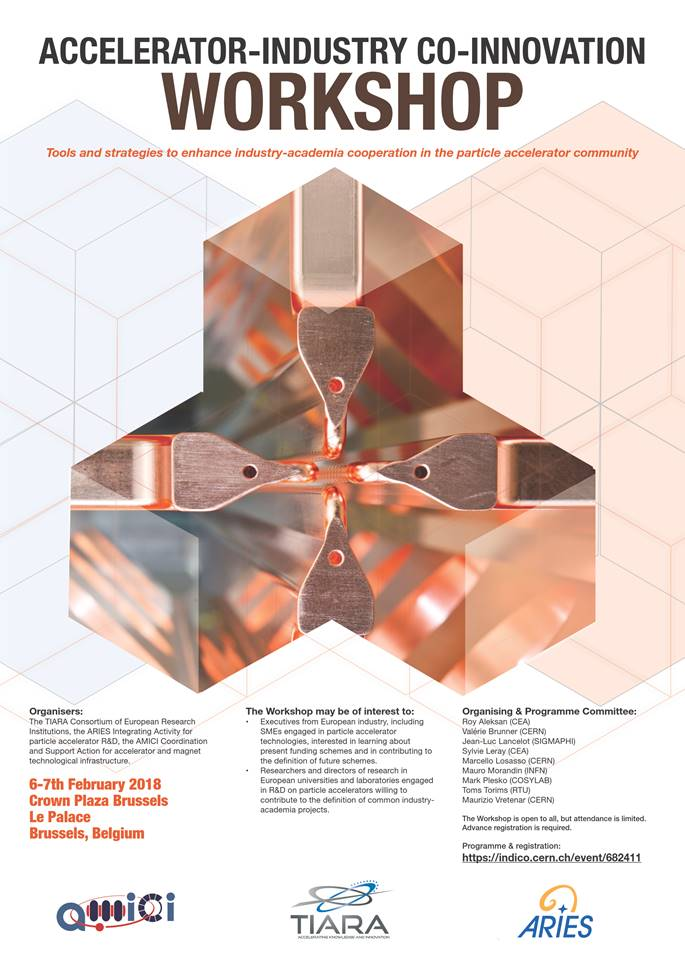 ACCELERATOR-INDUSTRY CO-INNOVATION
WORKSHOP
Tools and strategies to enhance industry-academia cooperation in the particle accelerator community
Organisers:
The TIARA Consortium of European Research
Institutions, the ARIES Integrating Activity for
particle accelerator R&D, the AMICI Coordination
and Support Action for accelerator and magnet
technological infrastructure.
6-7th February 2018
Crown Plaza Brussels
Le Palace
Brussels, Belgium
The Workshop may be of interest to:
• Executives from European industry, including
SMEs engaged in particle accelerator
technologies, interested in learning about
present funding schemes and in contributing to
the definition of future schemes.
• Researchers and directors of research in
European universities and laboratories engaged
in R&D on particle accelerators willing to
contribute to the definition of common industry-
academia projects.
Organising & Programme Committee:
Roy Aleksan (CEA)
Valérie Brunner (CERN)
Jean-Luc Lancelot (SIGMAPHI)
Sylvie Leray (CEA)
Marcello Losasso (CERN)
Mauro Morandin (INFN)
Mark Plesko (COSYLAB)
Toms Torims (RTU)
Maurizio Vretenar (CERN)
The Workshop is open to all, but attendance is limited.
Advance registration is required.
Programme & registration:
https://indico.cern.ch/event/682411
amici
TIARA
ACCELERATING KNOWLEDGE AND INNOVATION
ARIES